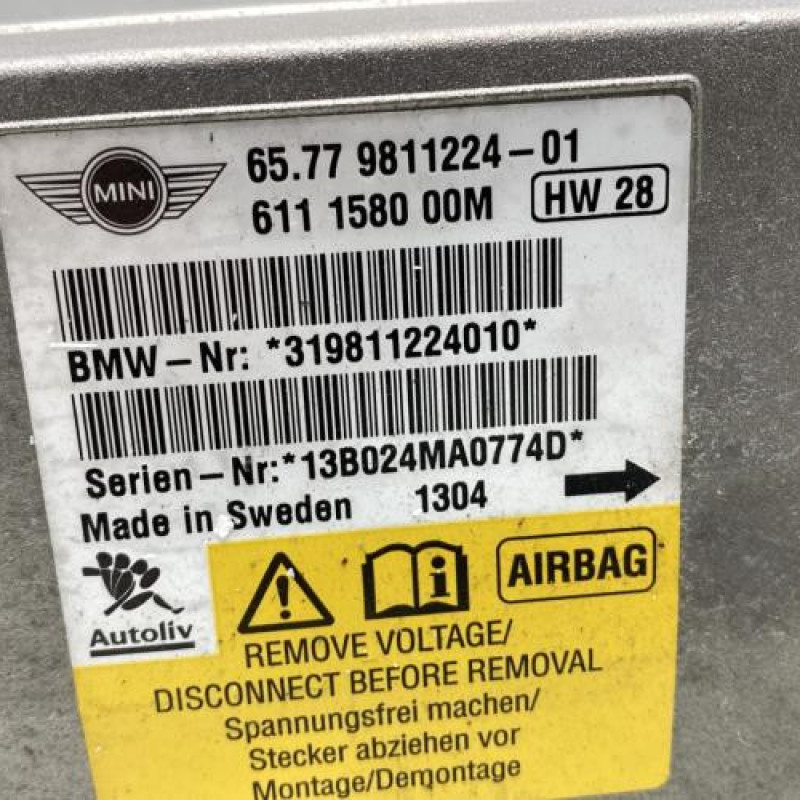 MINI
65.77 9811224-01
611 1580 00M HW 28
BMW-Nr: *319811224010*
Serien-Nr:*13B024MA0774D*
Made in Sweden 1304
Autoliv
AIRBAG
REMOVE VOLTAGE/
DISCONNECT BEFORE REMOVAL
Spannungsfrei machen/
Stecker abziehen vor
Montage/Demontage